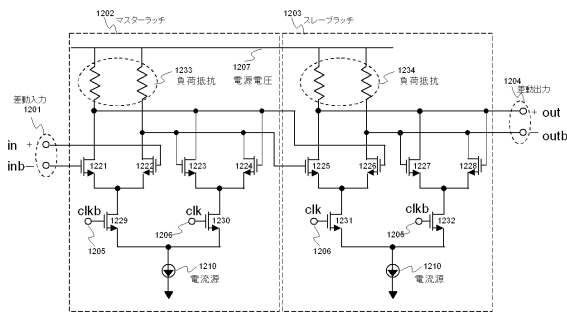 1202 マスターラッチ
1203 スレーブラッチ
1233
負荷抵抗
1207
電源電圧
1234
負荷抵抗
1204
差動出力
差動入力
1201
+ out
— outb
in +
inb —
1221
1222
1223
1224
1225
1226
1227
1228
clkb
1229
1205
clk
1230
1206
clk
1231
1206
clkb
1232
1205
1210
電流源
1210
電流源